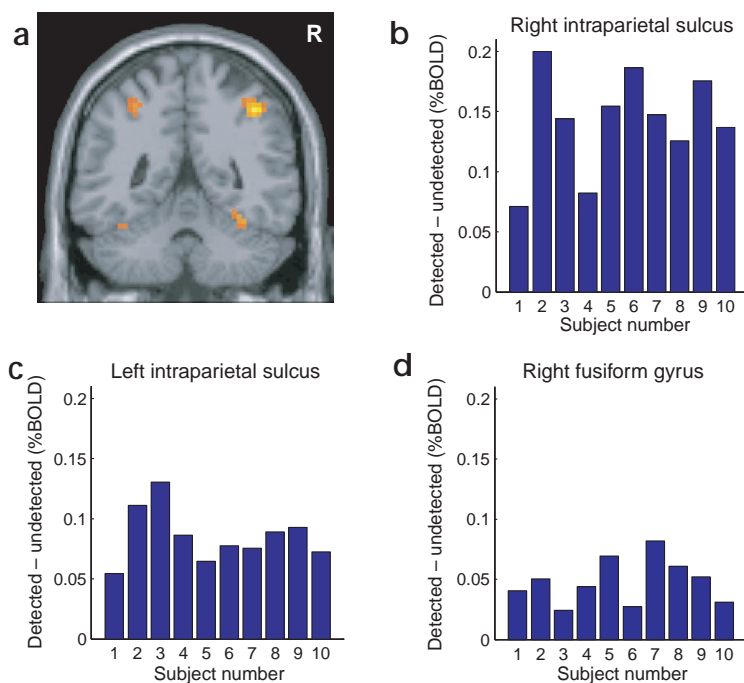 a
R
b
Right intraparietal sulcus
Detected – undetected (%BOLD)
0.2
0.15
0.1
0.05
0
1 2 3 4 5 6 7 8 9 10
Subject number
c
Left intraparietal sulcus
Detected – undetected (%BOLD)
0.2
0.15
0.1
0.05
0
1 2 3 4 5 6 7 8 9 10
Subject number
d
Right fusiform gyrus
Detected – undetected (%BOLD)
0.2
0.15
0.1
0.05
0
1 2 3 4 5 6 7 8 9 10
Subject number